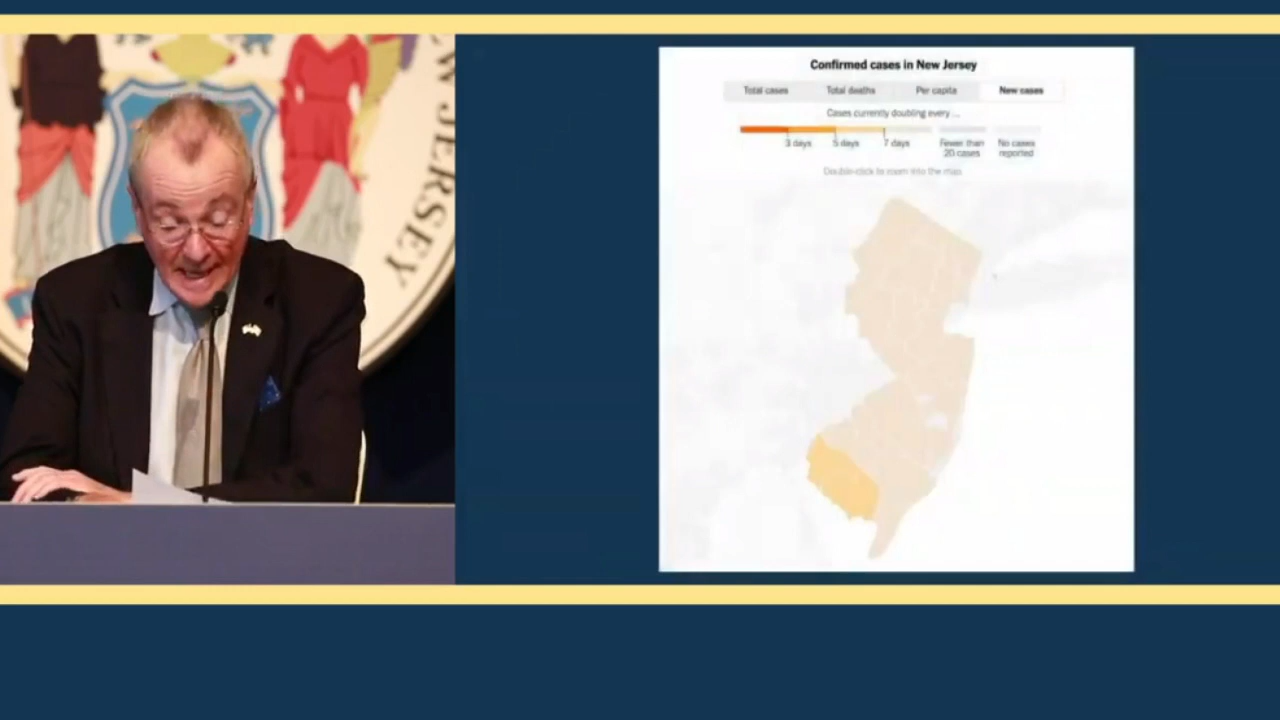 W JERSEY
Confirmed cases in New Jersey
Total cases Total deaths Per capita New cases
Cases currently doubling every ...
3 days 5 days 7 days Fewer than 20 cases No cases reported
Double-click to zoom into the map.